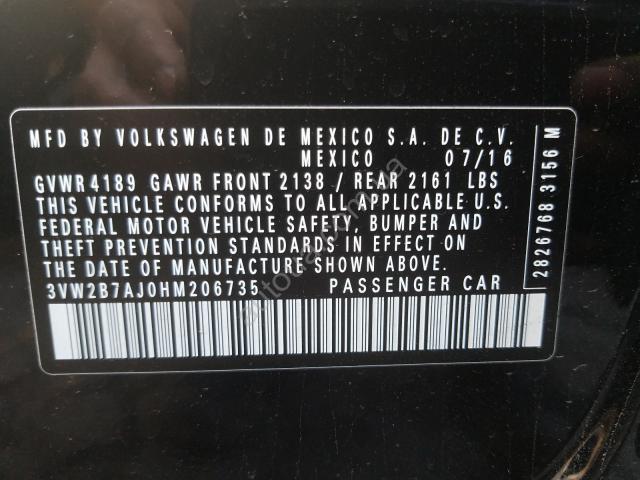 MFD BY VOLKSWAGEN DE MEXICO S.A. DE C.V.
MEXICO 07/16
GVWR 4189 GAWR FRONT 2138 / REAR 2161 LBS
THIS VEHICLE CONFORMS TO ALL APPLICABLE U.S.
FEDERAL MOTOR VEHICLE SAFETY, BUMPER AND
THEFT PREVENTION STANDARDS IN EFFECT ON
THE DATE OF MANUFACTURE SHOWN ABOVE.
3VW2B7AJ0HM206735 PASSENGER CAR
2826768 3156 M